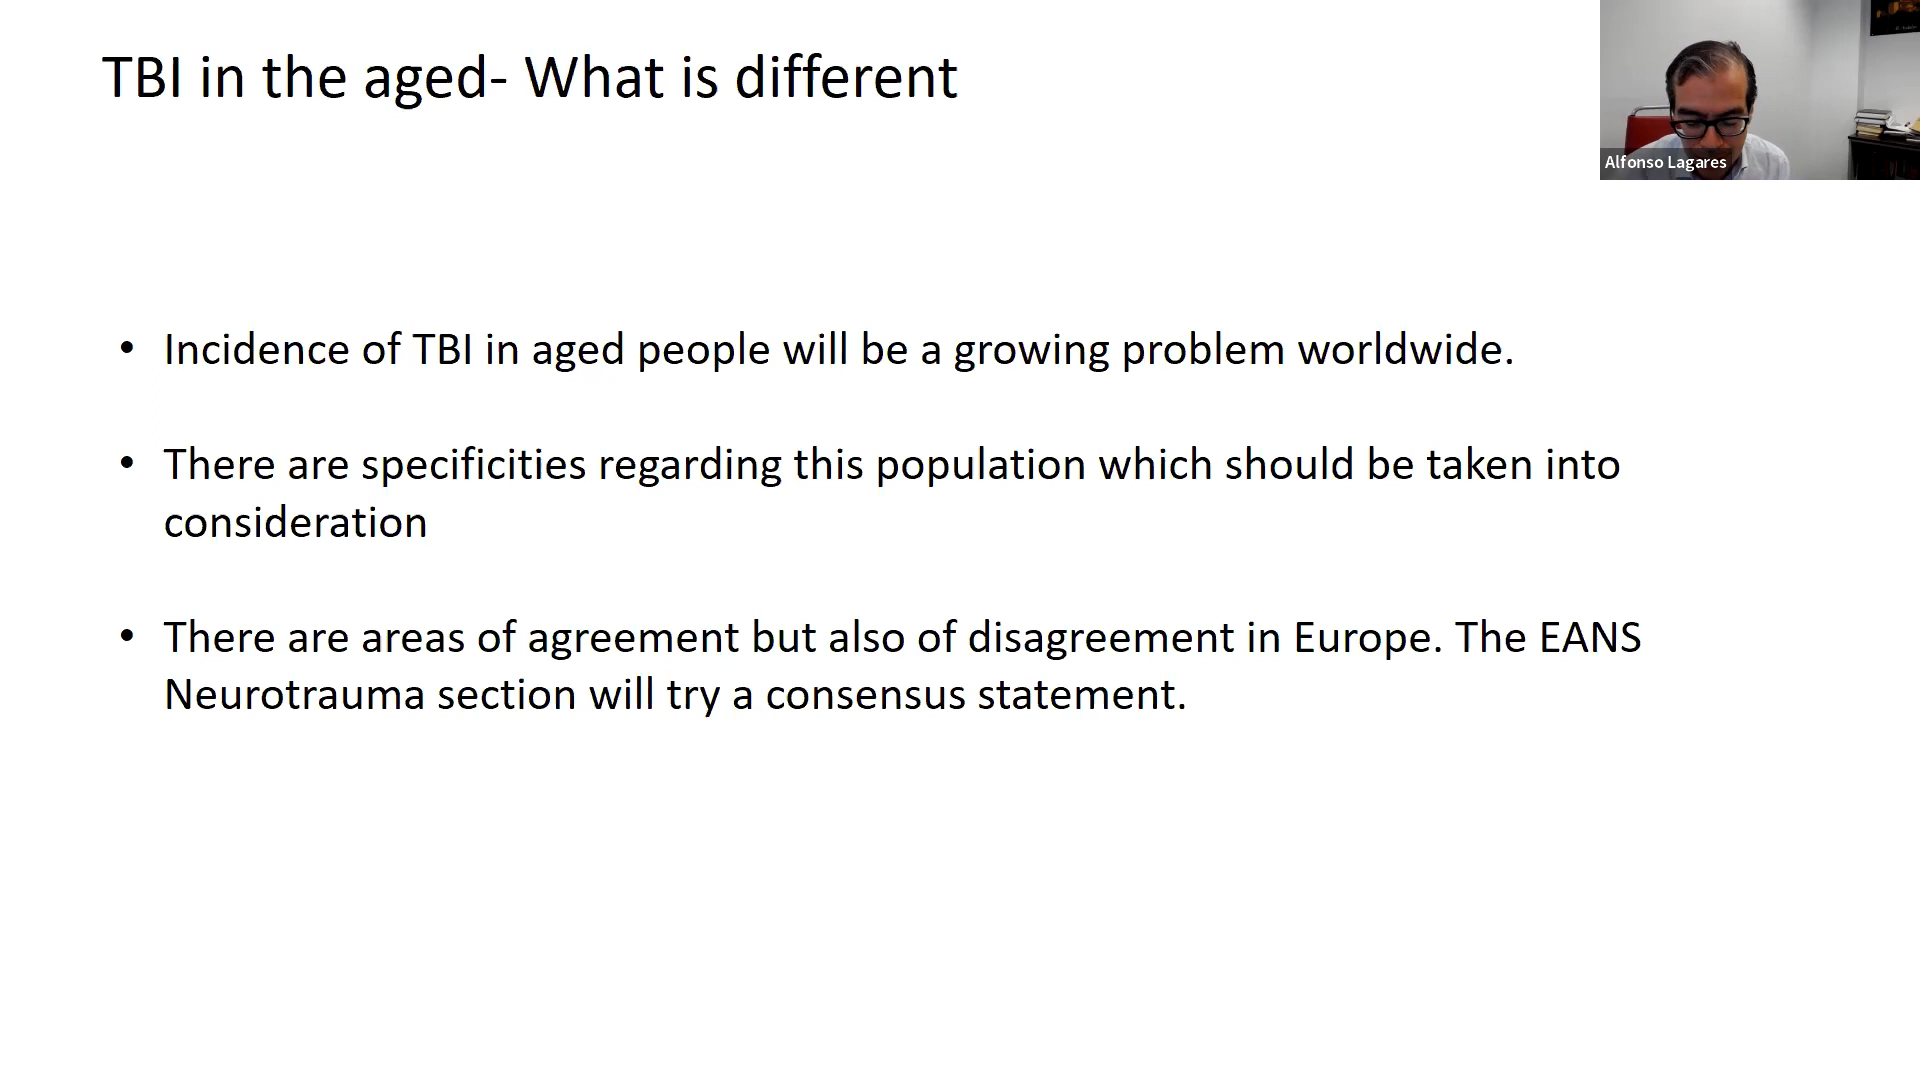 TBI in the aged- What is different
Alfonso Lagares
• Incidence of TBI in aged people will be a growing problem worldwide.
• There are specificities regarding this population which should be taken into
consideration
• There are areas of agreement but also of disagreement in Europe. The EANS
Neurotrauma section will try a consensus statement.